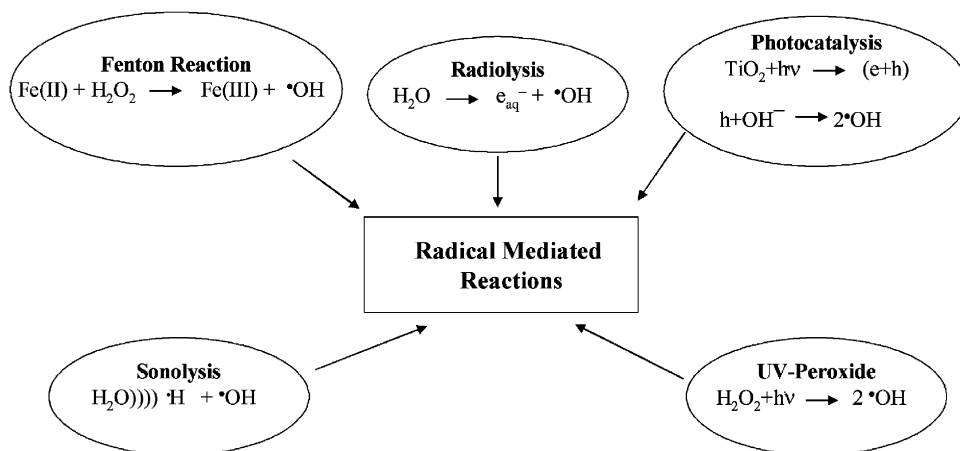 Fenton Reaction
Fe(II) + H₂O₂ → Fe(III) + •OH
Radiolysis
H₂O → e_aq⁻ + •OH
Photocatalysis
TiO₂+hν → (e+h)
h+OH⁻ → 2•OH
Radical Mediated
Reactions
Sonolysis
H₂O)))) •H + •OH
UV-Peroxide
H₂O₂+hν → 2 •OH